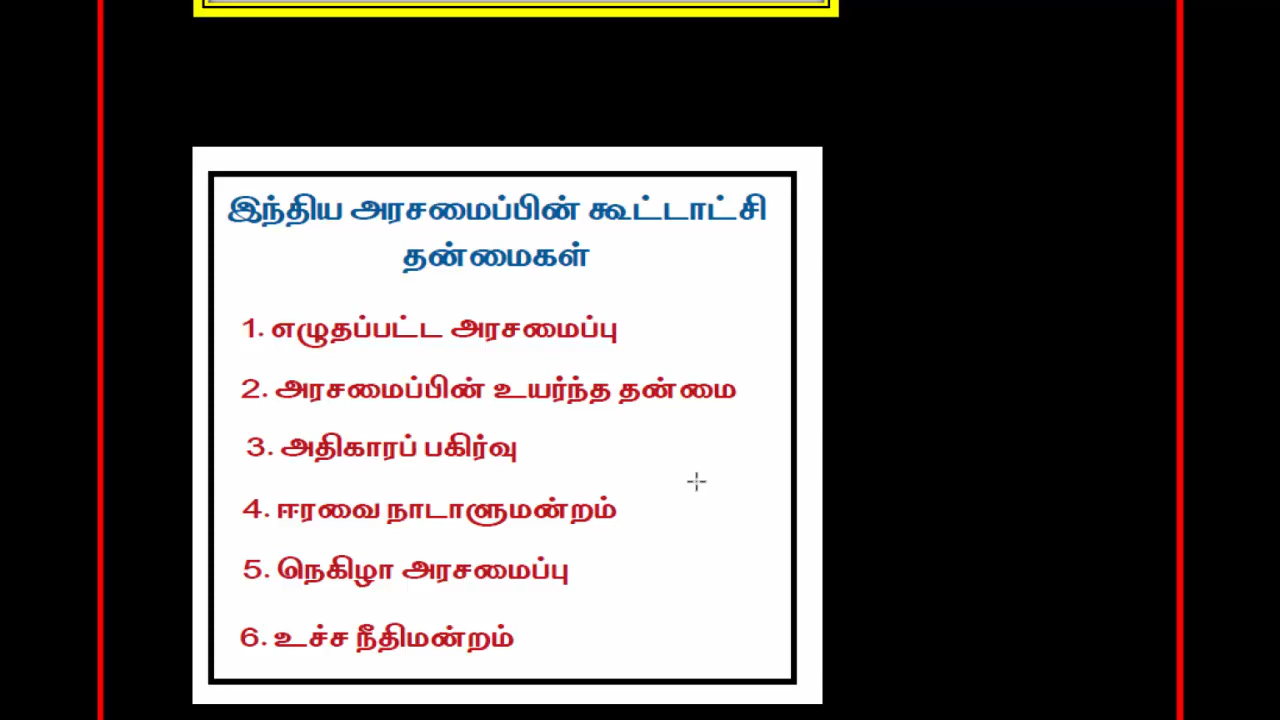 இந்திய அரசமைப்பின் கூட்டாட்சி
தன்மைகள்
1. எழுதப்பட்ட அரசமைப்பு
2. அரசமைப்பின் உயர்ந்த தன்மை
3. அதிகாரப் பகிர்வு
4. ஈரவை நாடாளுமன்றம்
5. நெகிழா அரசமைப்பு
6. உச்ச நீதிமன்றம்